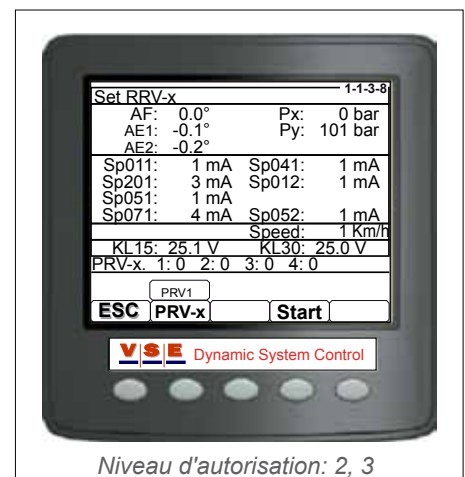 1-1-3-8
Set RRV-x
AF: 0.0° Px: 0 bar
AE1: -0.1° Py: 101 bar
AE2: -0.2°
Sp011: 1 mA Sp041: 1 mA
Sp201: 3 mA Sp012: 1 mA
Sp051: 1 mA
Sp071: 4 mA Sp052: 1 mA
Speed: 1 Km/h
KL15: 25.1 V KL30: 25.0 V
PRV-x. 1: 0 2: 0 3: 0 4: 0
PRV1
ESC PRV-x Start
VSE Dynamic System Control
Niveau d'autorisation: 2, 3